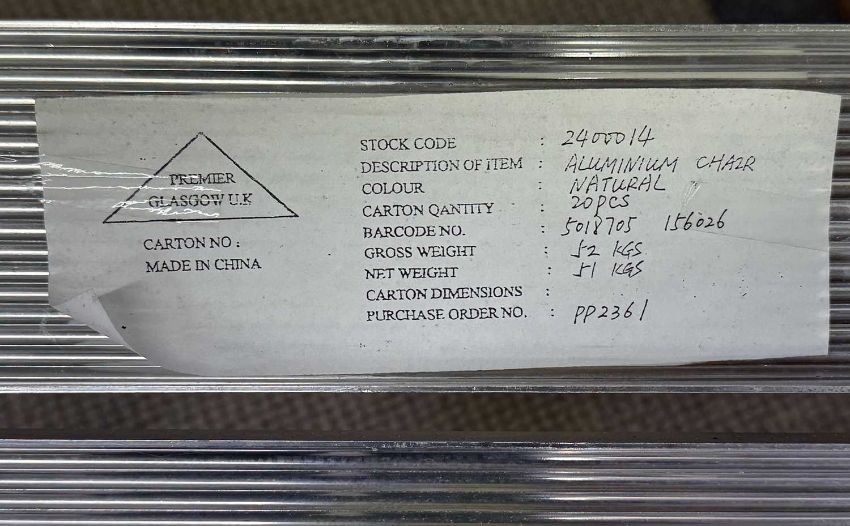 PREMIER
GLASGOW U.K
CARTON NO :
MADE IN CHINA
STOCK CODE : 2400014
DESCRIPTION OF ITEM : ALUMINIUM CHAIR
COLOUR : NATURAL
CARTON QANTITY : 20PCS
BARCODE NO. : 5018705 156026
GROSS WEIGHT : 52 KGS
NET WEIGHT : 51 KGS
CARTON DIMENSIONS :
PURCHASE ORDER NO. : PP2361